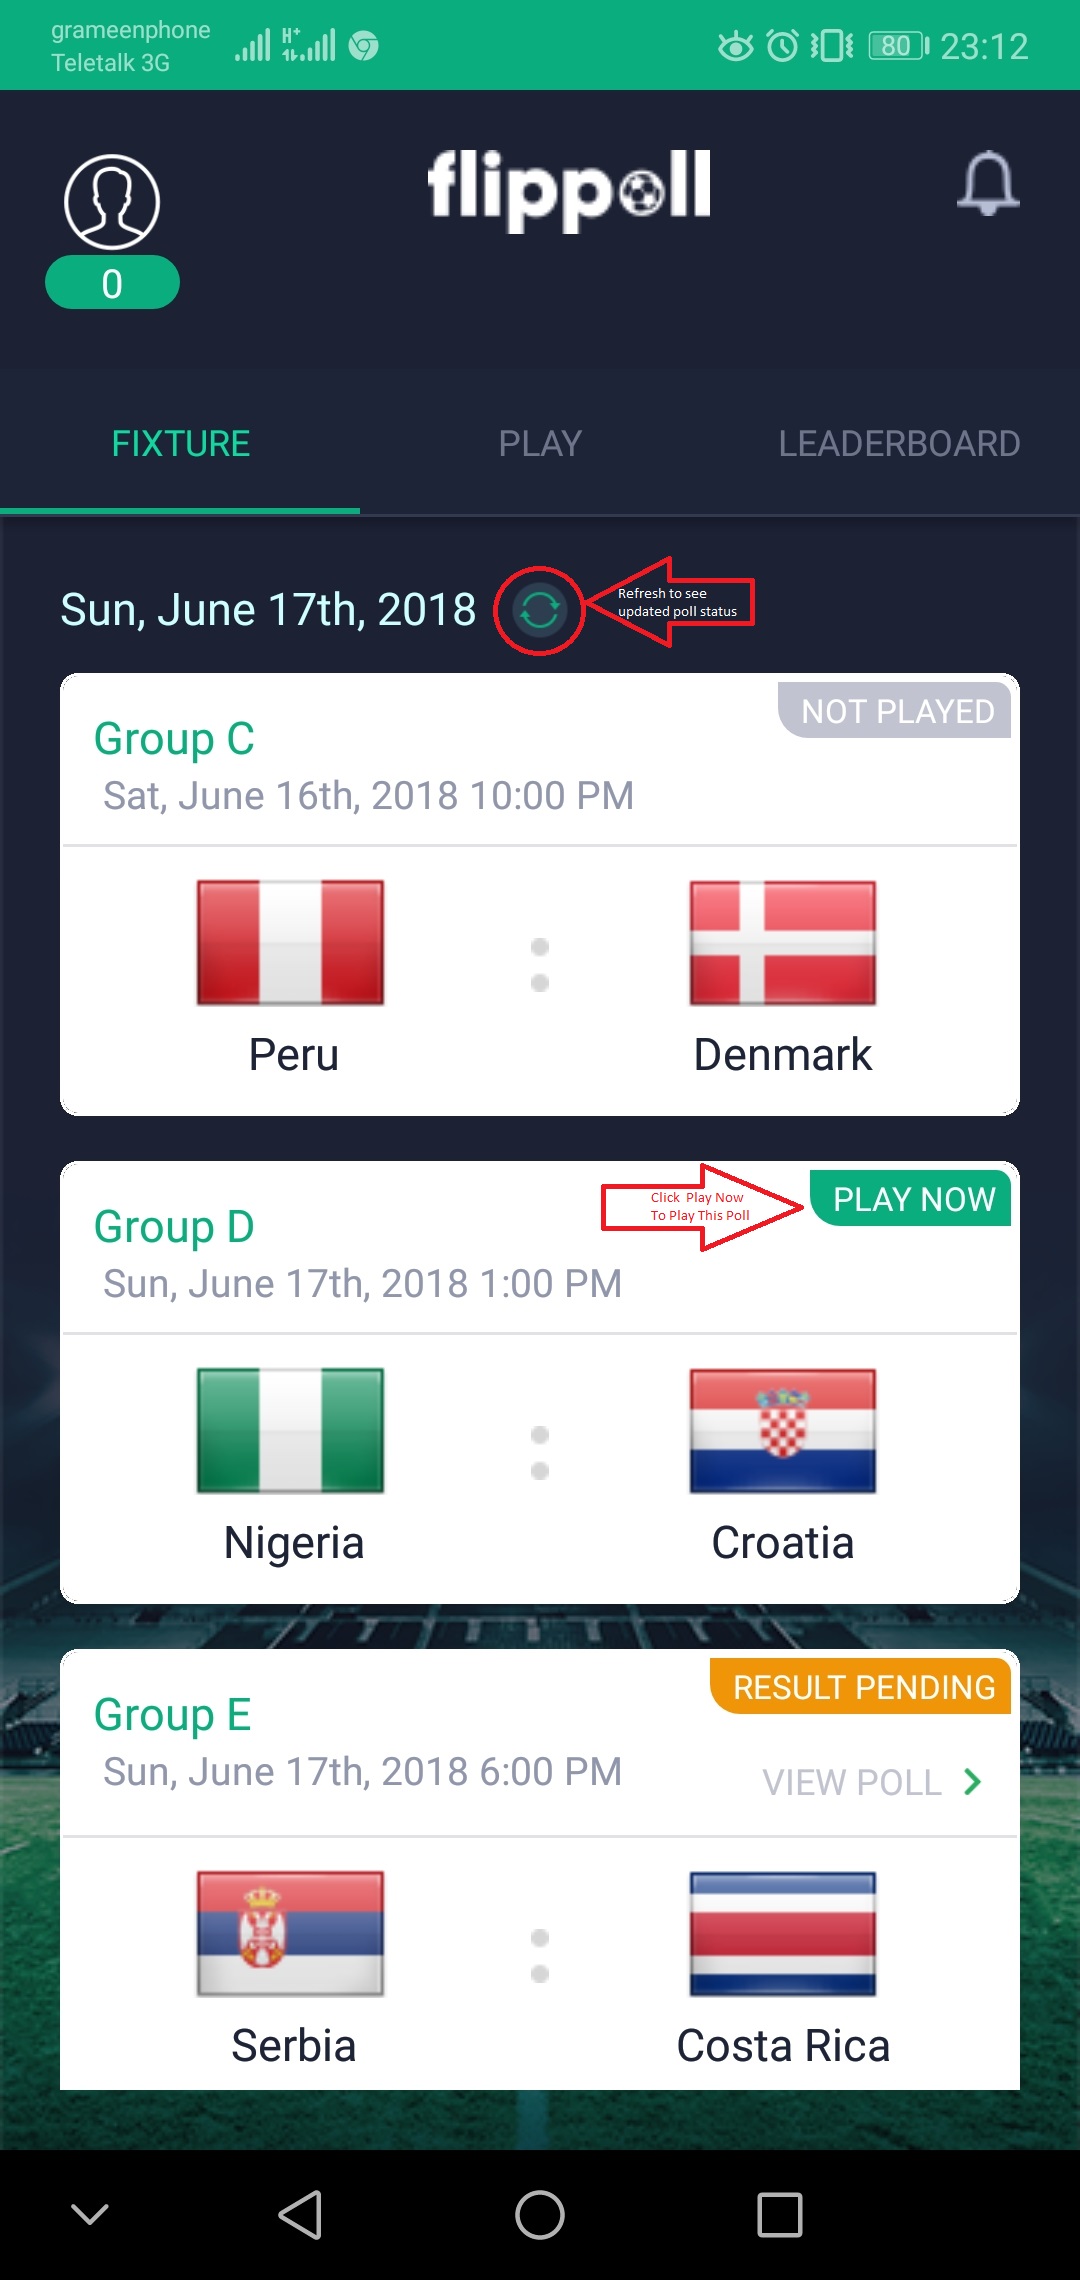 grameenphone
Teletalk 3G
H+
80
23:12
flippoll
0
FIXTURE
PLAY
LEADERBOARD
Sun, June 17th, 2018
Refresh to see
updated poll status
NOT PLAYED
Group C
Sat, June 16th, 2018 10:00 PM
Peru
Denmark
Click Play Now
To Play This Poll
PLAY NOW
Group D
Sun, June 17th, 2018 1:00 PM
Nigeria
Croatia
RESULT PENDING
Group E
Sun, June 17th, 2018 6:00 PM
VIEW POLL
Serbia
Costa Rica